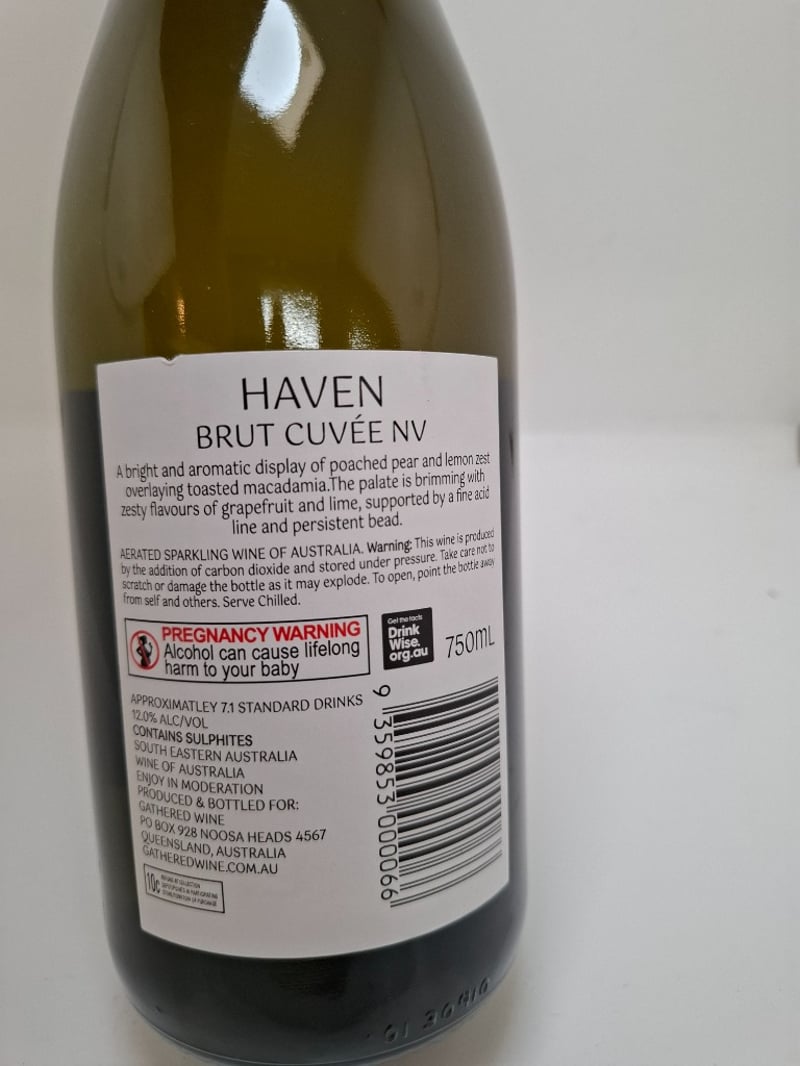 HAVEN
BRUT CUVÉE NV
A bright and aromatic display of poached pear and lemon zest
overlaying toasted macadamia.The palate is brimming with
zesty flavours of grapefruit and lime, supported by a fine acid
line and persistent bead.
AERATED SPARKLING WINE OF AUSTRALIA. Warning: This wine is produced
by the addition of carbon dioxide and stored under pressure. Take care not to
scratch or damage the bottle as it may explode. To open, point the bottle away
from self and others. Serve Chilled.
PREGNANCY WARNING
Alcohol can cause lifelong
harm to your baby
Get the facts
Drink
Wise.
org.au
750mL
APPROXIMATLEY 7.1 STANDARD DRINKS
12.0% ALC/VOL
CONTAINS SULPHITES
SOUTH EASTERN AUSTRALIA
WINE OF AUSTRALIA
ENJOY IN MODERATION
PRODUCED & BOTTLED FOR:
GATHERED WINE
PO BOX 928 NOOSA HEADS 4567
QUEENSLAND, AUSTRALIA
GATHEREDWINE.COM.AU
10c
9 359853 000066